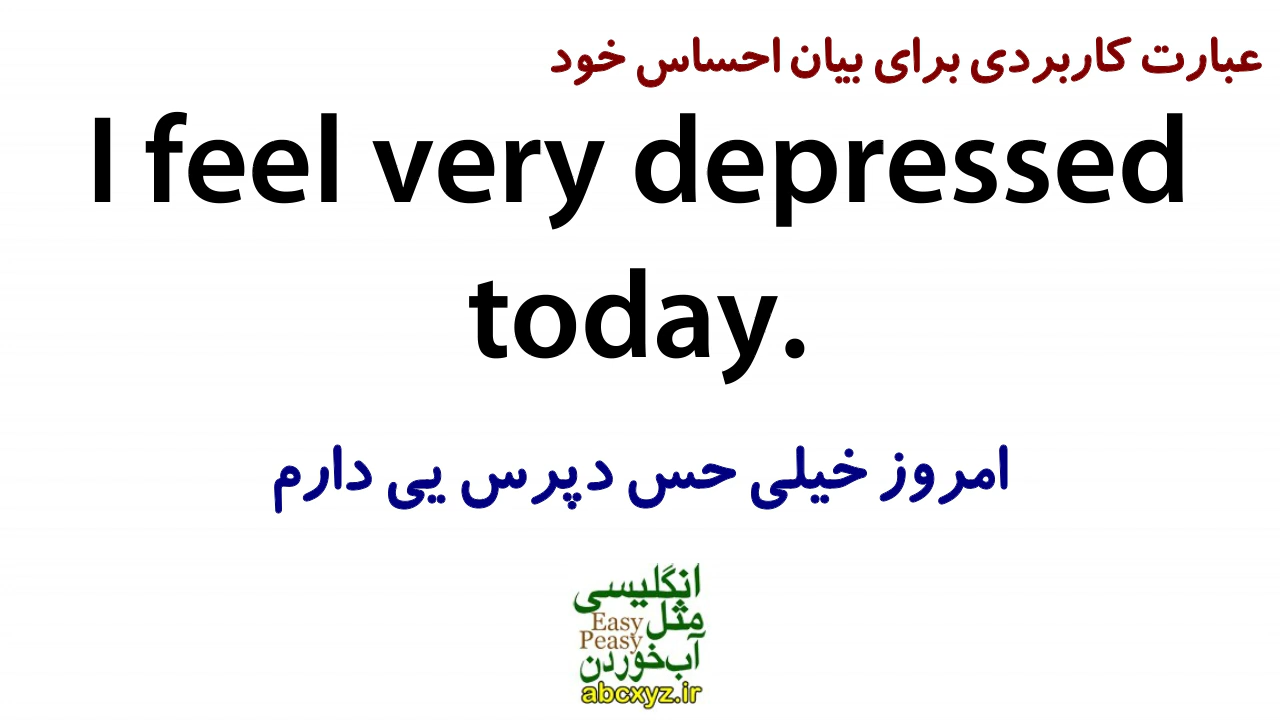 عبارت کاربردی برای بیان احساس خود
I feel very depressed
today.
امروز خیلی حس دپرس یی دارم
انگلیسی
مثل
Easy
Peasy
آب خوردن
abcxyz.ir